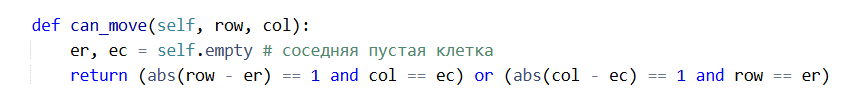 def can_move(self, row, col):
    er, ec = self.empty # соседняя пустая клетка
    return (abs(row - er) == 1 and col == ec) or (abs(col - ec) == 1 and row == er)